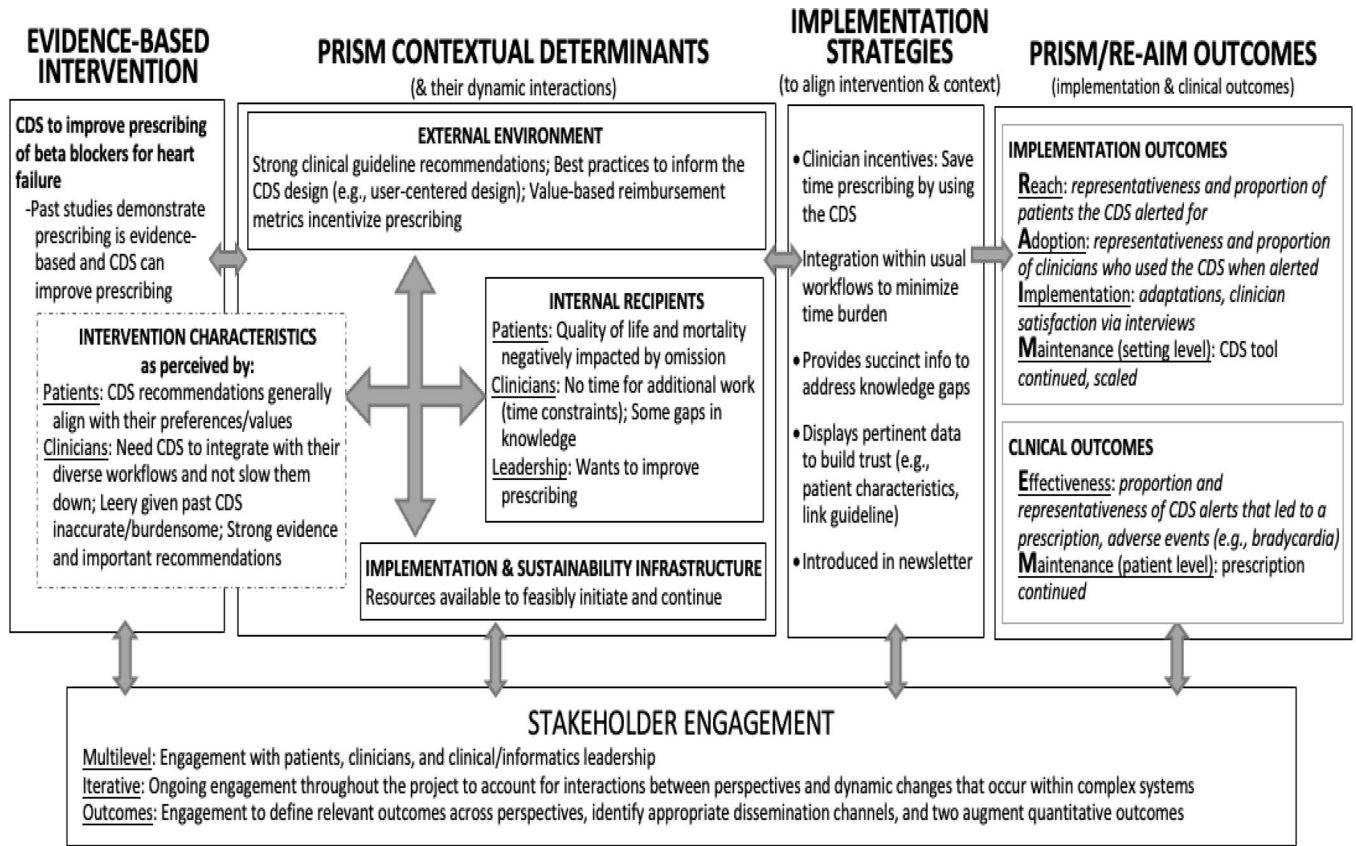 EVIDENCE-BASED
INTERVENTION
CDS to improve prescribing
of beta blockers for heart
failure
-Past studies demonstrate
prescribing is evidence-
based and CDS can
improve prescribing
INTERVENTION CHARACTERISTICS
as perceived by:
Patients: CDS recommendations generally
align with their preferences/values
Clinicians: Need CDS to integrate with their
diverse workflows and not slow them
down; Leery given past CDS
inaccurate/burdensome; Strong evidence
and important recommendations
PRISM CONTEXTUAL DETERMINANTS
(& their dynamic interactions)
EXTERNAL ENVIRONMENT
Strong clinical guideline recommendations; Best practices to inform the
CDS design (e.g., user-centered design); Value-based reimbursement
metrics incentivize prescribing
INTERNAL RECIPIENTS
Patients: Quality of life and mortality
negatively impacted by omission
Clinicians: No time for additional work
(time constraints); Some gaps in
knowledge
Leadership: Wants to improve
prescribing
IMPLEMENTATION & SUSTAINABILITY INFRASTRUCTURE
Resources available to feasibly initiate and continue
IMPLEMENTATION
STRATEGIES
(to align intervention & context)
•Clinician incentives: Save
time prescribing by using
the CDS
•Integration within usual
workflows to minimize
time burden
•Provides succinct info to
address knowledge gaps
•Displays pertinent data
to build trust (e.g.,
patient characteristics,
link guideline)
•Introduced in newsletter
PRISM/RE-AIM OUTCOMES
(implementation & clinical outcomes)
IMPLEMENTATION OUTCOMES
Reach: representativeness and proportion of
patients the CDS alerted for
Adoption: representativeness and proportion
of clinicians who used the CDS when alerted
Implementation: adaptations, clinician
satisfaction via interviews
Maintenance (setting level): CDS tool
continued, scaled
CLNICAL OUTCOMES
Effectiveness: proportion and
representativeness of CDS alerts that led to a
prescription, adverse events (e.g., bradycardia)
Maintenance (patient level): prescription
continued
STAKEHOLDER ENGAGEMENT
Multilevel: Engagement with patients, clinicians, and clinical/informatics leadership
Iterative: Ongoing engagement throughout the project to account for interactions between perspectives and dynamic changes that occur within complex systems
Outcomes: Engagement to define relevant outcomes across perspectives, identify appropriate dissemination channels, and two augment quantitative outcomes